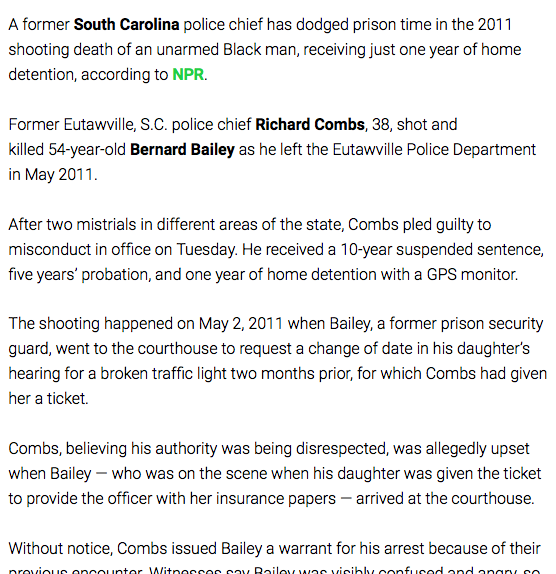 A former South Carolina police chief has dodged prison time in the 2011
shooting death of an unarmed Black man, receiving just one year of home
detention, according to NPR.
Former Eutawville, S.C. police chief Richard Combs, 38, shot and
killed 54-year-old Bernard Bailey as he left the Eutawville Police Department
in May 2011.
After two mistrials in different areas of the state, Combs pled guilty to
misconduct in office on Tuesday. He received a 10-year suspended sentence,
five years’ probation, and one year of home detention with a GPS monitor.
The shooting happened on May 2, 2011 when Bailey, a former prison security
guard, went to the courthouse to request a change of date in his daughter’s
hearing for a broken traffic light two months prior, for which Combs had given
her a ticket.
Combs, believing his authority was being disrespected, was allegedly upset
when Bailey — who was on the scene when his daughter was given the ticket
to provide the officer with her insurance papers — arrived at the courthouse.
Without notice, Combs issued Bailey a warrant for his arrest because of their
previous encounter. Witnesses say Bailey was visibly confused and angry, so